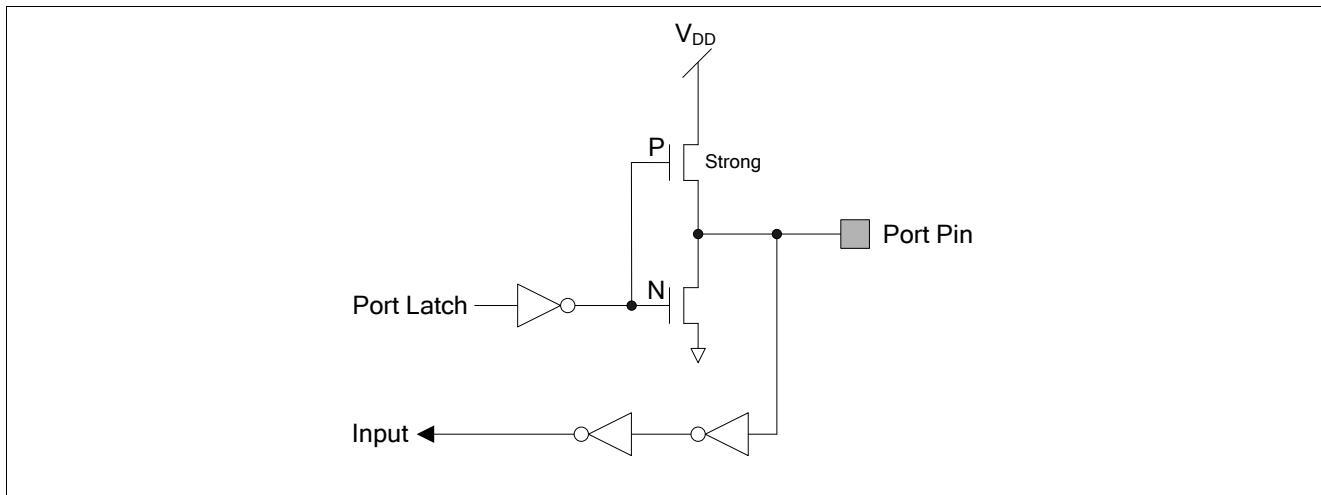 VDD
P
Strong
Port Pin
N
Port Latch
Input